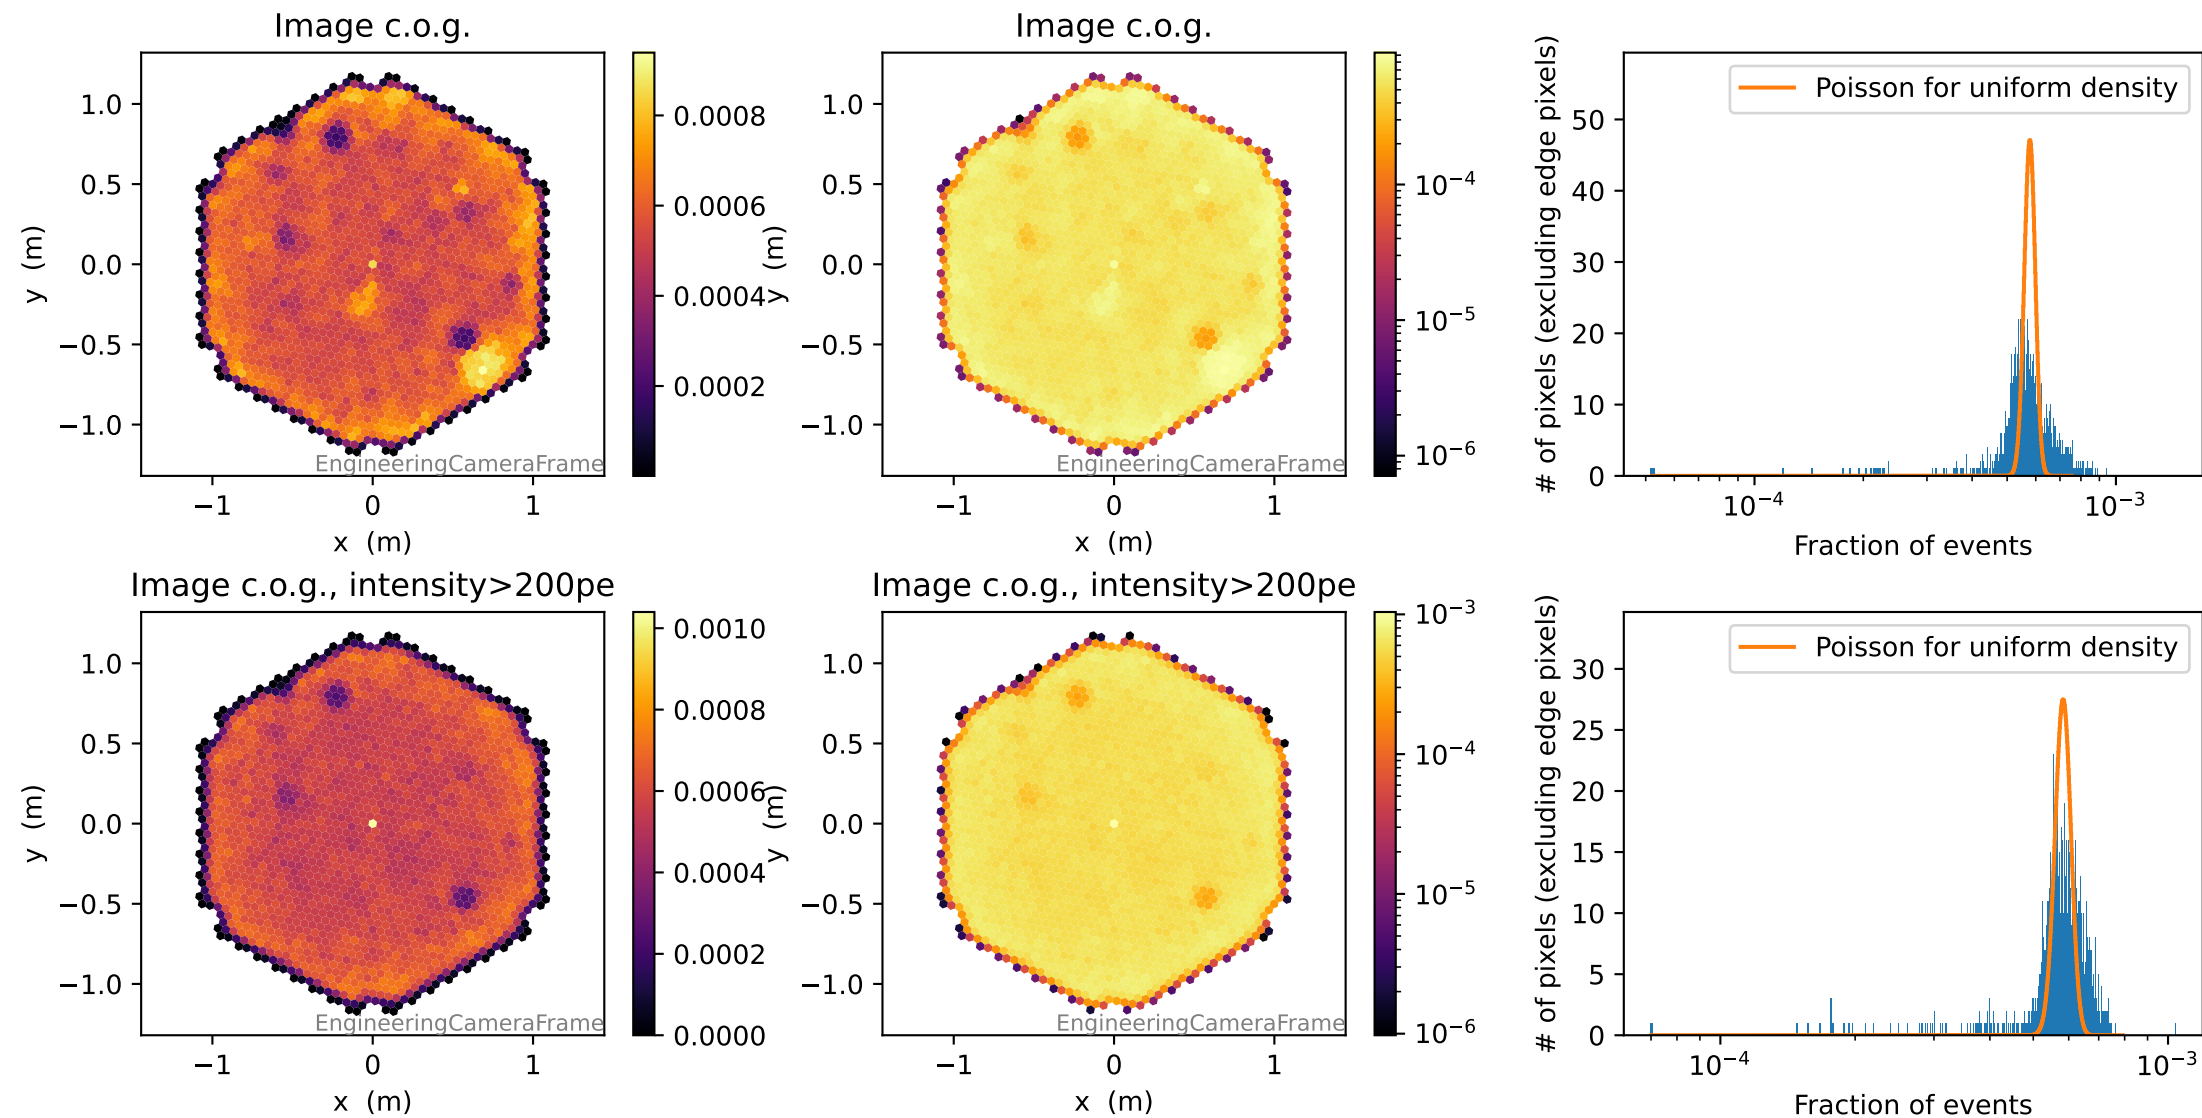 Image c.o.g.
1.0
0.5
0.0
−0.5
−1.0
y (m)
−1 0 1
x (m)
EngineeringCameraFrame
0.0008
0.0006
0.0004
0.0002
Image c.o.g.
1.0
0.5
0.0
−0.5
−1.0
y (m)
−1 0 1
x (m)
EngineeringCameraFrame
10⁻⁴
10⁻⁵
10⁻⁶
Poisson for uniform density
50
40
30
20
10
0
# of pixels (excluding edge pixels)
10⁻⁴ 10⁻³
Fraction of events
Image c.o.g., intensity>200pe
1.0
0.5
0.0
−0.5
−1.0
y (m)
−1 0 1
x (m)
EngineeringCameraFrame
0.0010
0.0008
0.0006
0.0004
0.0002
0.0000
Image c.o.g., intensity>200pe
1.0
0.5
0.0
−0.5
−1.0
y (m)
−1 0 1
x (m)
EngineeringCameraFrame
10⁻³
10⁻⁴
10⁻⁵
10⁻⁶
Poisson for uniform density
30
25
20
15
10
5
0
# of pixels (excluding edge pixels)
10⁻⁴ 10⁻³
Fraction of events